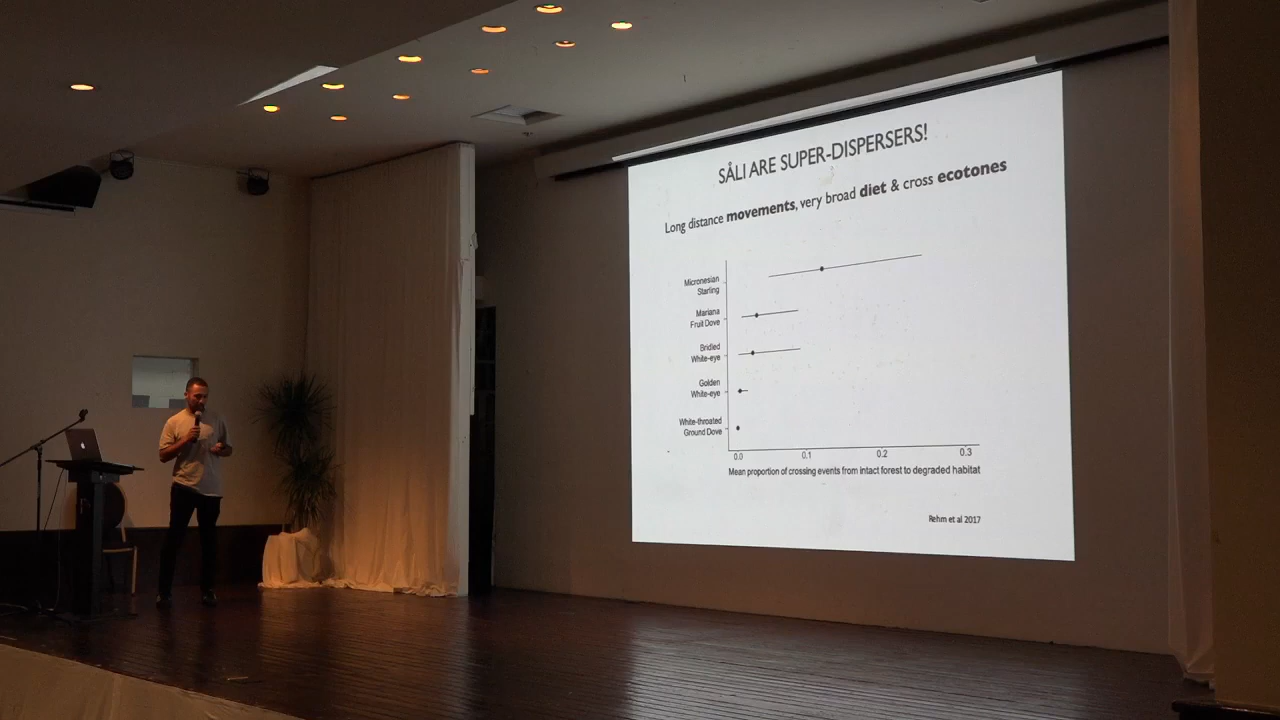 SÅLI ARE SUPER-DISPERSERS!
Long distance movements, very broad diet & cross ecotones
Micronesian
Starling
Mariana
Fruit Dove
Bridled
White-eye
Golden
White-eye
White-throated
Ground Dove
0.0 0.1 0.2 0.3
Mean proportion of crossing events from intact forest to degraded habitat
Rehm et al 2017